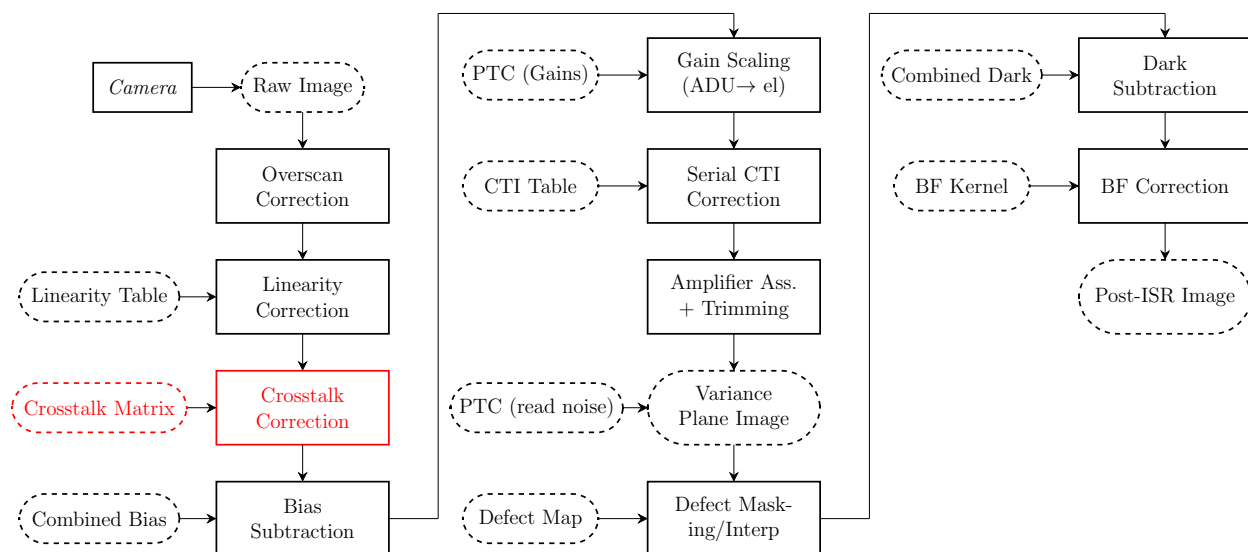 Camera
Raw Image
Overscan
Correction
Linearity Table
Linearity
Correction
Crosstalk Matrix
Crosstalk
Correction
Combined Bias
Bias
Subtraction
PTC (Gains)
Gain Scaling
(ADU→ el)
CTI Table
Serial CTI
Correction
Amplifier Ass.
+ Trimming
PTC (read noise)
Variance
Plane Image
Defect Map
Defect Mask-
ing/Interp
Combined Dark
Dark
Subtraction
BF Kernel
BF Correction
Post-ISR Image